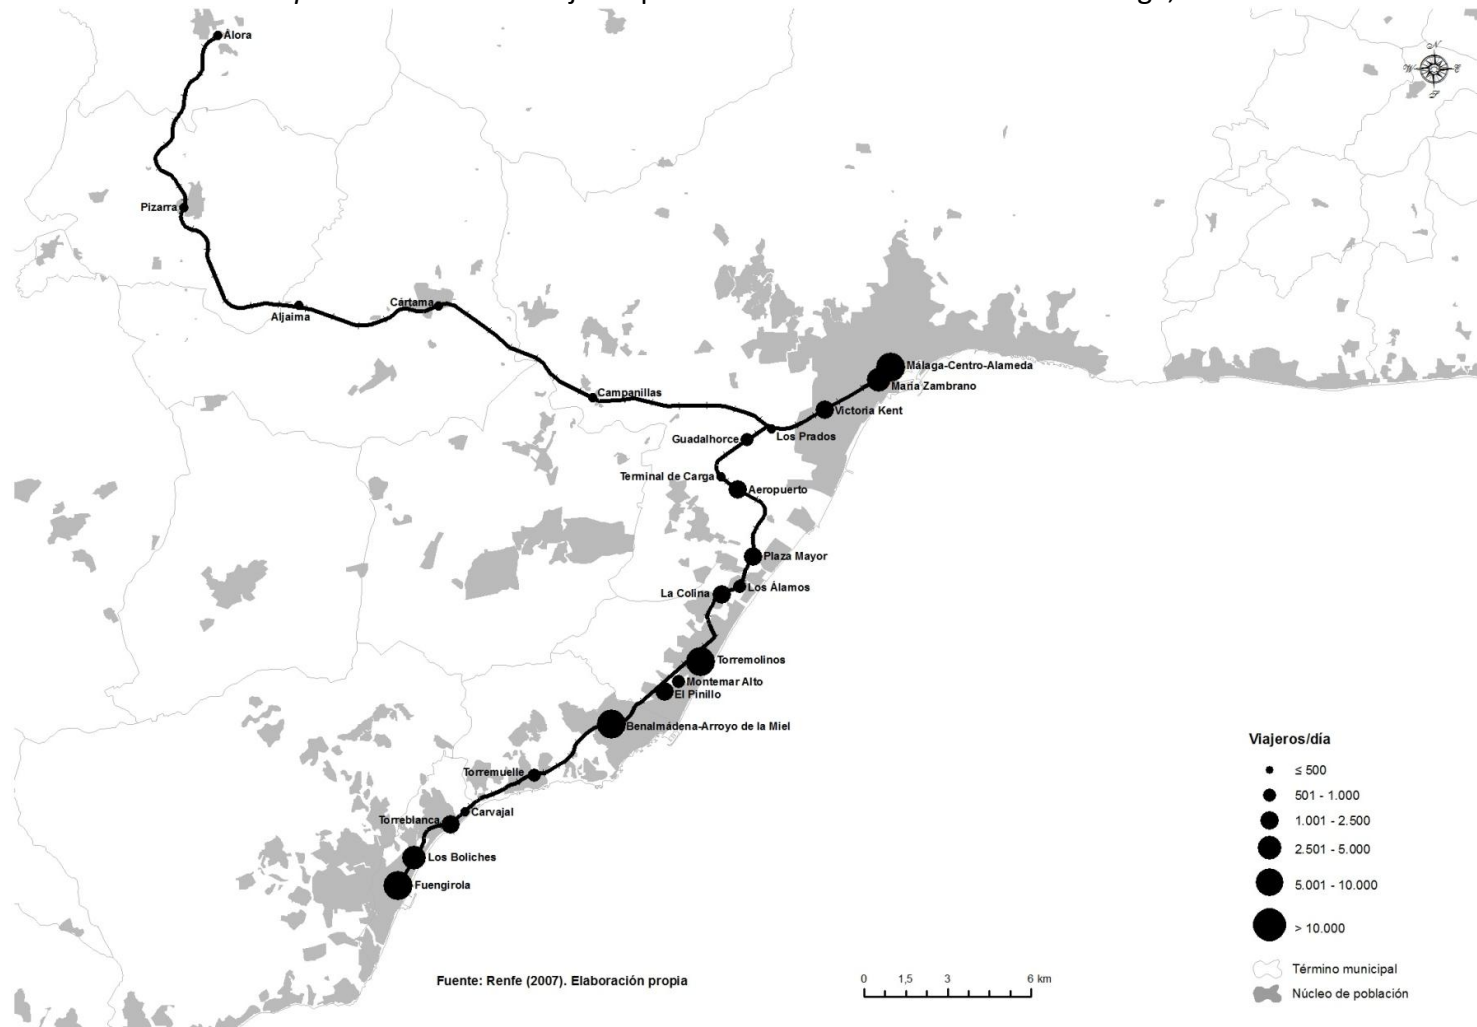 Álora
N
W
E
Pizarra
Cártama
Aljaima
Málaga-Centro-Alameda
María Zambrano
Campanillas
Victoria Kent
Los Prados
Guadalhorce
Terminal de Carga
Aeropuerto
Plaza Mayor
Los Álamos
La Colina
Torremolinos
Montemar Alto
El Pinillo
Benalmádena-Arroyo de la Miel
Torremuelle
Carvajal
Torreblanca
Los Boliches
Fuengirola
Viajeros/día
≤ 500
501 - 1.000
1.001 - 2.500
2.501 - 5.000
5.001 - 10.000
> 10.000
Término municipal
Núcleo de población
Fuente: Renfe (2007). Elaboración propia
0 1,5 3 6 km